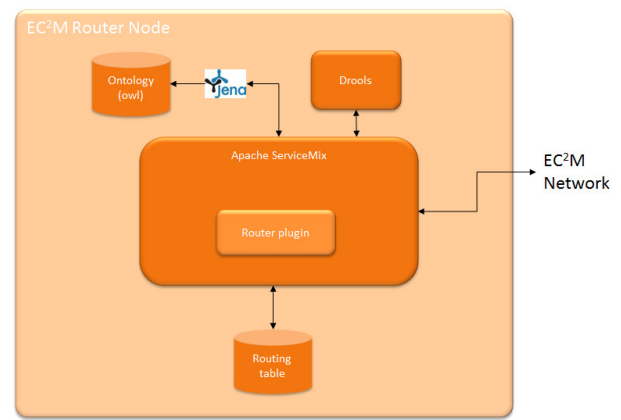 EC²M Router Node
Ontology
(owl)
Jena
Drools
Apache ServiceMix
EC²M
Network
Router plugin
Routing
table